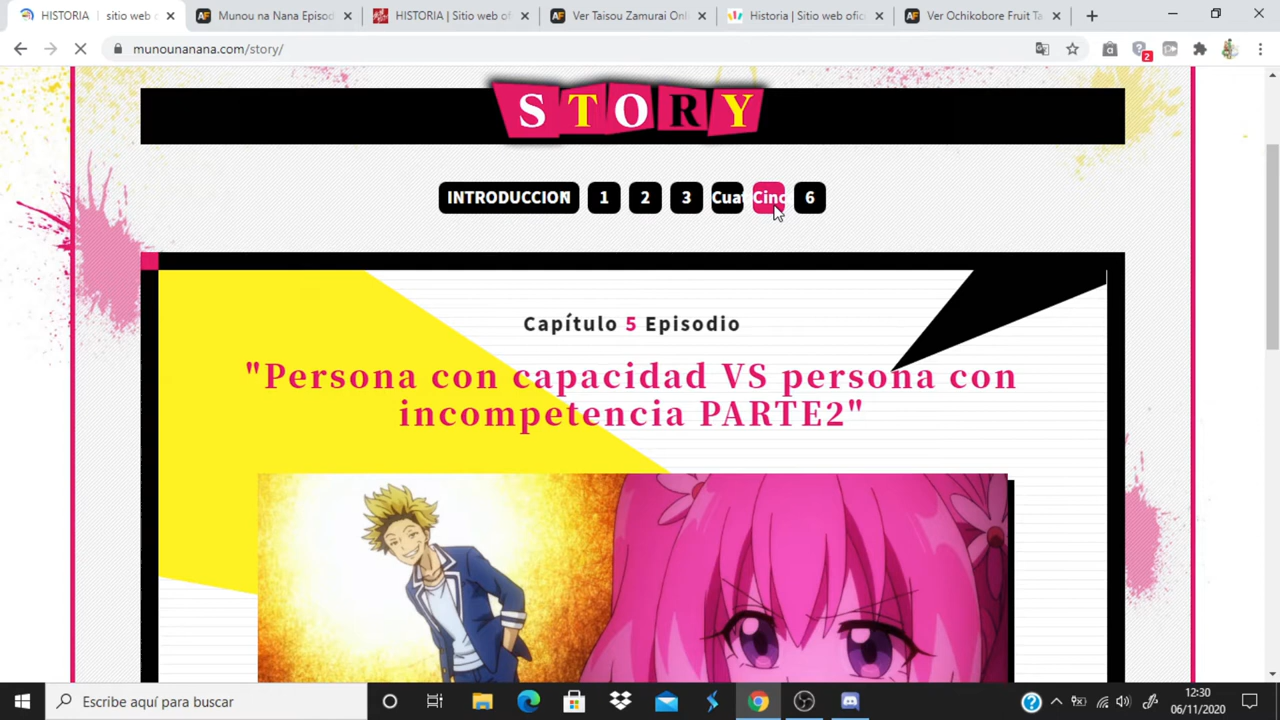 HISTORIA | sitio web o
Munou na Nana Episod
HISTORIA | Sitio web of
Ver Taisou Zamurai Onli
Historia | Sitio web ofic
Ver Ochikobore Fruit Ta
munounanana.com/story/
2
STORY
INTRODUCCION 1 2 3 Cuat Cinc 6
Capítulo 5 Episodio
"Persona con capacidad VS persona con
incompetencia PARTE2"
Escribe aquí para buscar
12:30
06/11/2020